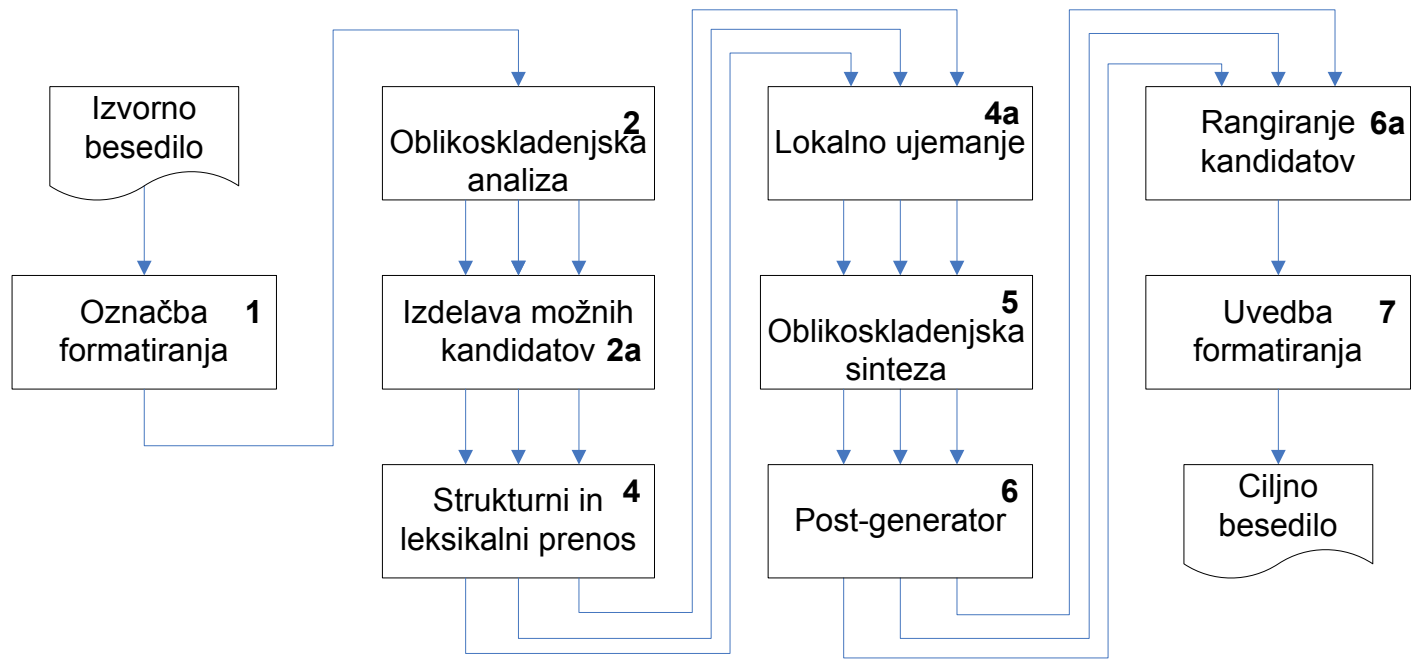 Izvorno
besedilo
1
Označba
formatiranja
2
Oblikoskladenjska
analiza
Izdelava možnih
kandidatov 2a
4
Strukturni in
leksikalni prenos
4a
Lokalno ujemanje
5
Oblikoskladenjska
sinteza
6
Post-generator
Rangiranje 6a
kandidatov
Uvedba 7
formatiranja
Ciljno
besedilo